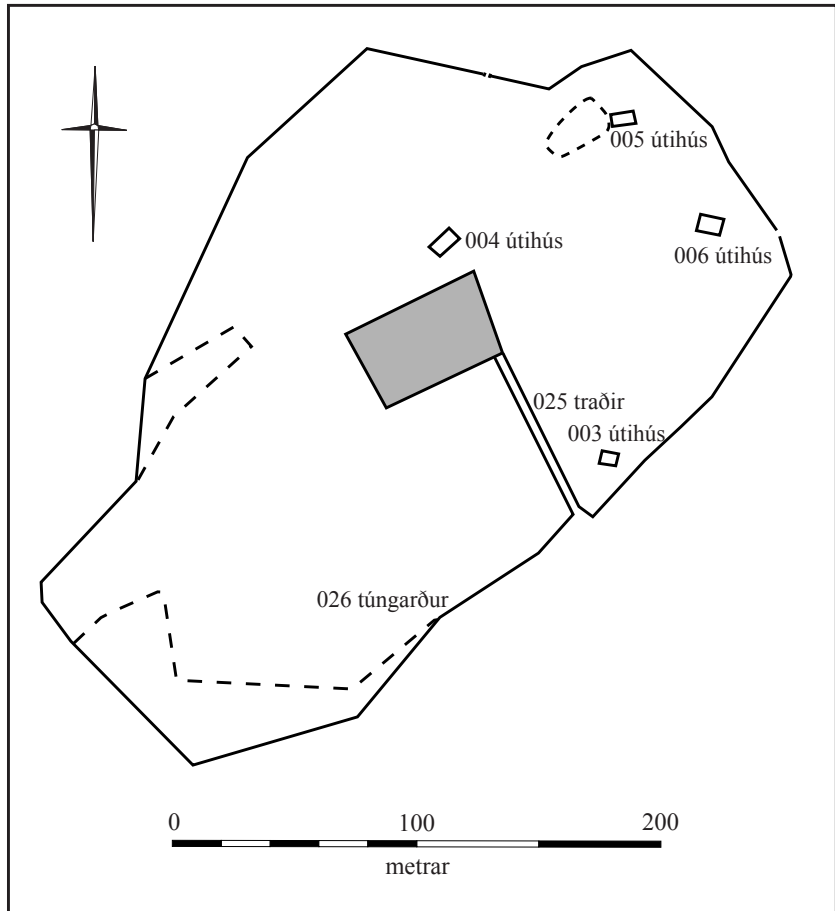 005 útihús
004 útihús
006 útihús
025 traðir
003 útihús
026 túngarður
0 100 200
metrar